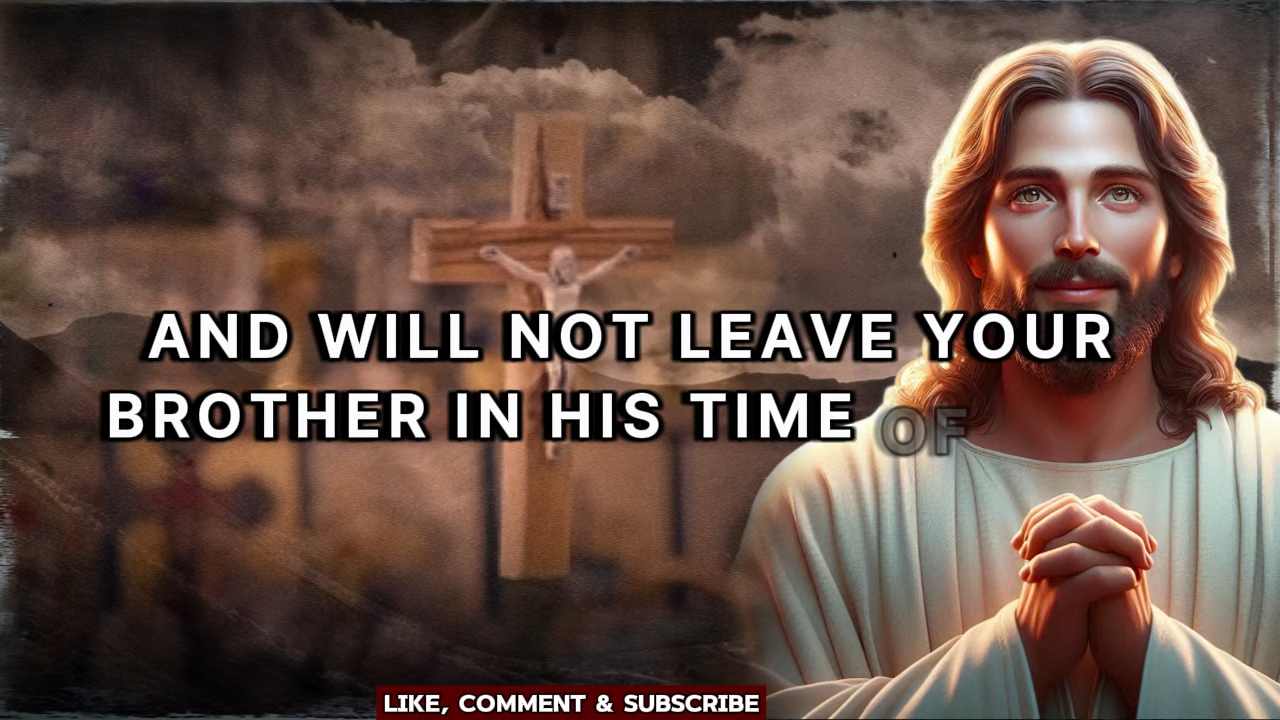 AND WILL NOT LEAVE YOUR
BROTHER IN HIS TIME OF
LIKE, COMMENT & SUBSCRIBE